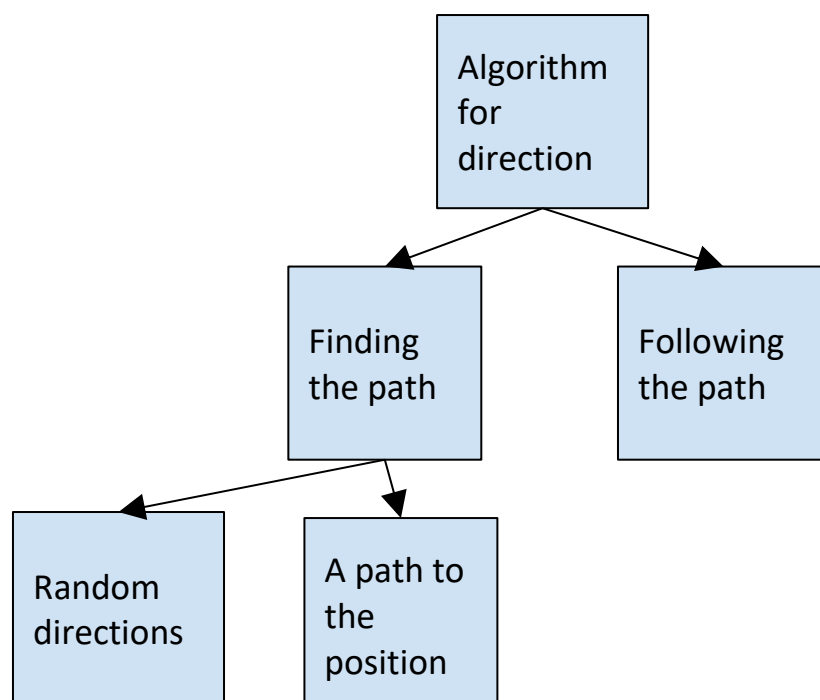 Algorithm
for
direction
Finding
the path
Following
the path
Random
directions
A path to
the
position